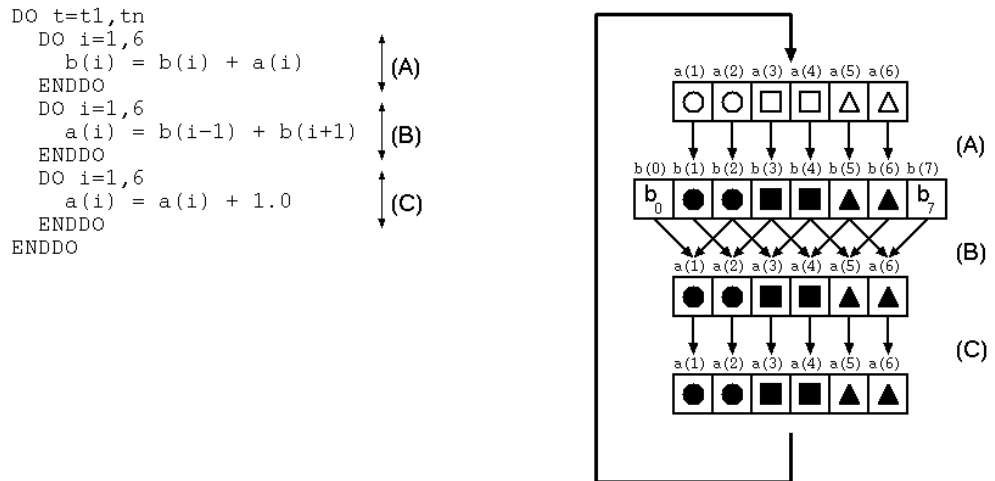 DO t=t1,tn
DO i=1,6
b(i) = b(i) + a(i)
ENDDO
(A)
DO i=1,6
a(i) = b(i-1) + b(i+1)
ENDDO
(B)
DO i=1,6
a(i) = a(i) + 1.0
ENDDO
(C)
ENDDO
a(1) a(2) a(3) a(4) a(5) a(6)
(A)
b(0) b(1) b(2) b(3) b(4) b(5) b(6) b(7)
b0 b7
(B)
a(1) a(2) a(3) a(4) a(5) a(6)
(C)
a(1) a(2) a(3) a(4) a(5) a(6)